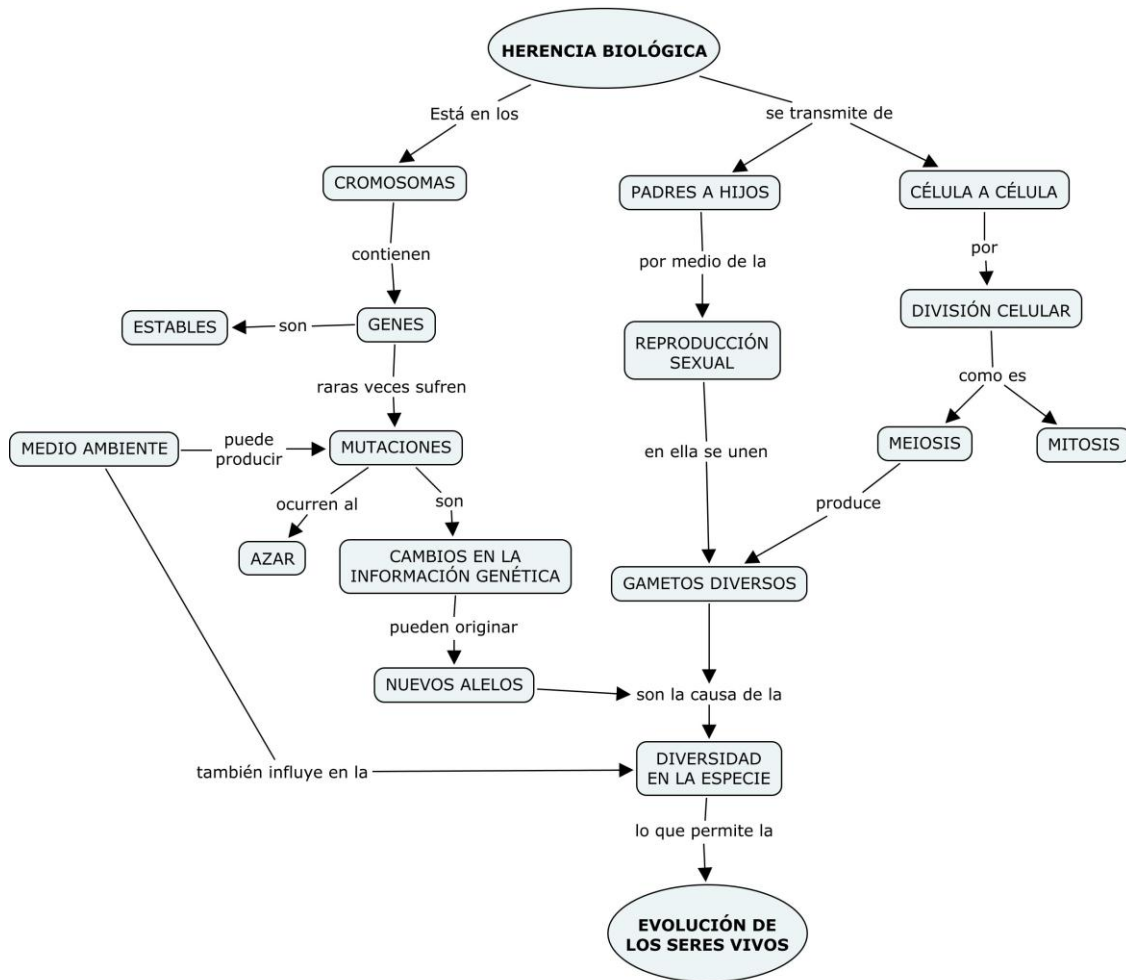 HERENCIA BIOLÓGICA
Está en los
se transmite de
CROMOSOMAS
PADRES A HIJOS
CÉLULA A CÉLULA
contienen
por medio de la
por
ESTABLES
son
GENES
DIVISIÓN CELULAR
REPRODUCCIÓN
SEXUAL
raras veces sufren
como es
MEDIO AMBIENTE
puede
producir
MUTACIONES
en ella se unen
MEIOSIS
MITOSIS
ocurren al
son
produce
AZAR
CAMBIOS EN LA
INFORMACIÓN GENÉTICA
GAMETOS DIVERSOS
pueden originar
NUEVOS ALELOS
son la causa de la
también influye en la
DIVERSIDAD
EN LA ESPECIE
lo que permite la
EVOLUCIÓN DE
LOS SERES VIVOS